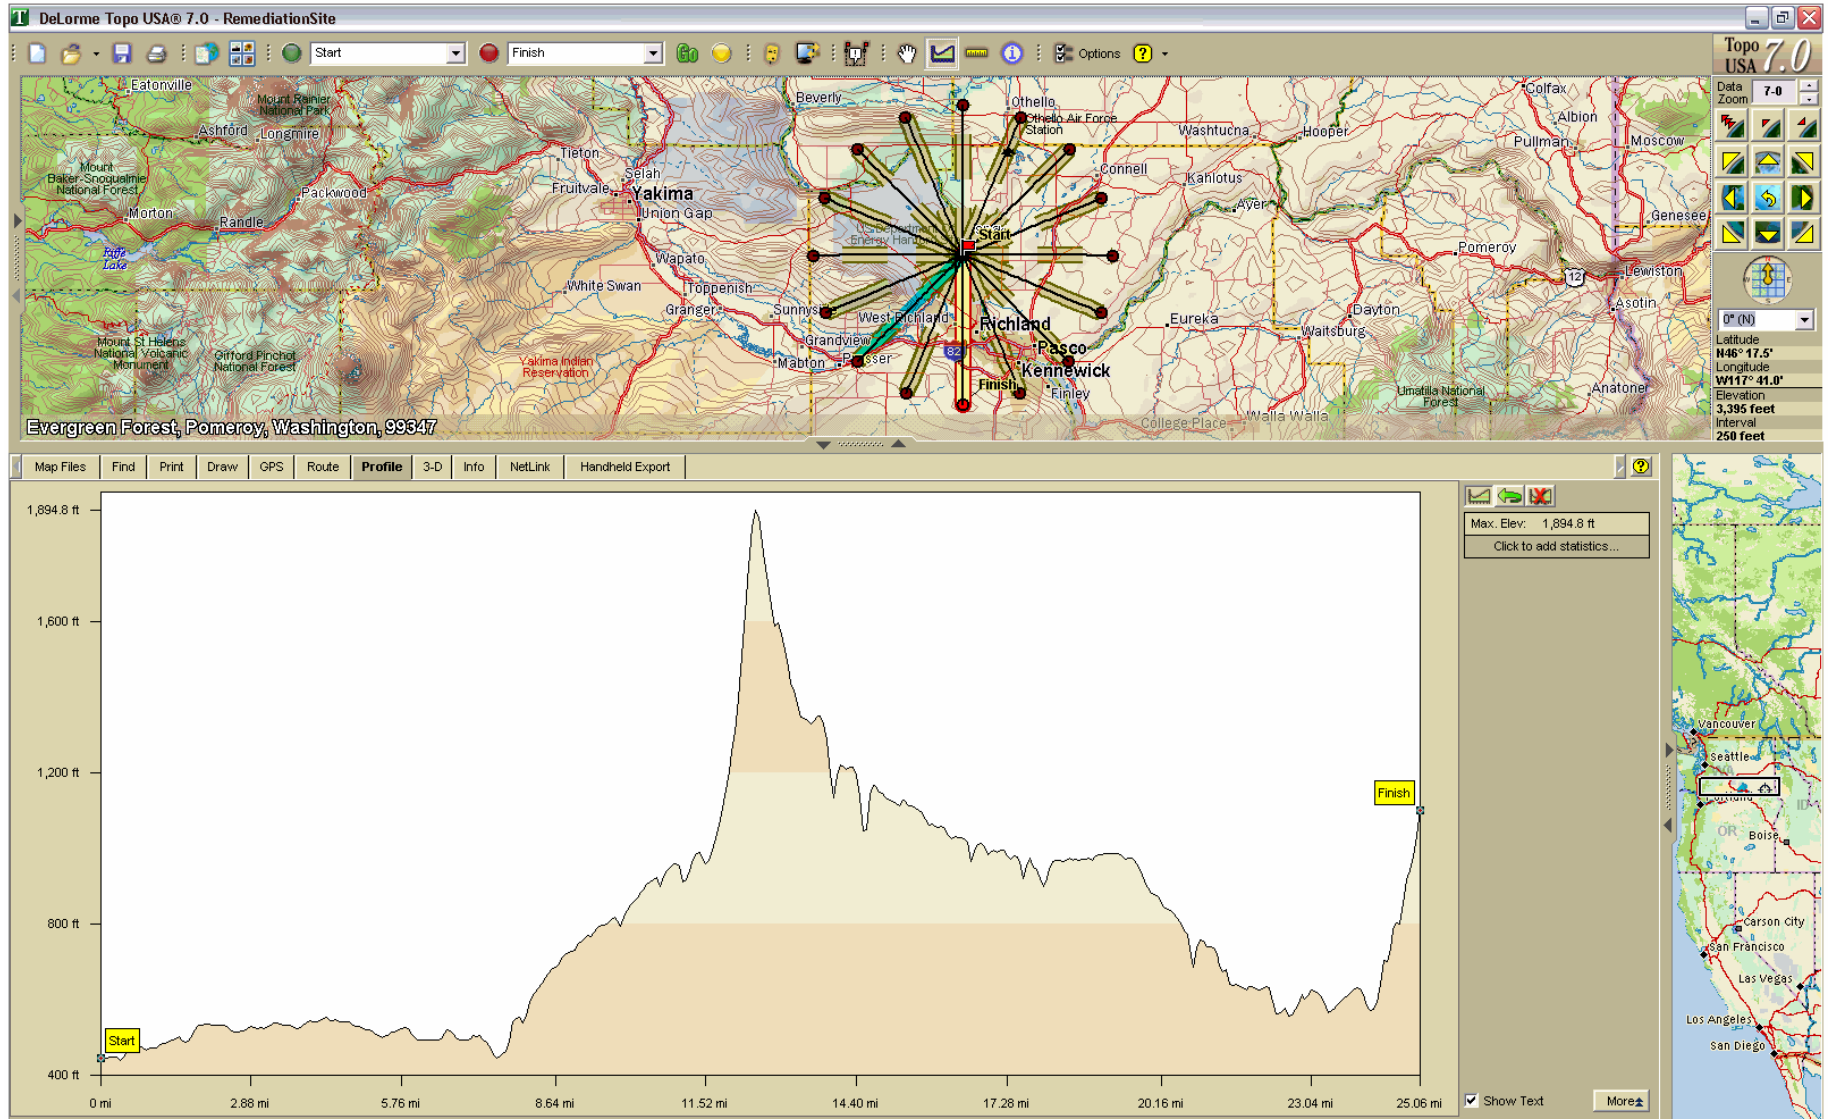 DeLorme Topo USA® 7.0 - RemediationSite
Start
Finish
Go
Options
Topo
USA 7.0
Data
Zoom 7-0
0° (N)
Latitude
N46° 17.5'
Longitude
W117° 41.0'
Elevation
3,395 feet
Interval
250 feet
Eatonville
Mount Rainier
National Park
Ashford
Longmire
Mount
Baker-Snoqualmie
National Forest
Packwood
Morton
Randle
Riffe
Lake
Mount St Helens
National Volcanic
Monument
Gifford Pinchot
National Forest
Tieton
Selah
Fruitvale
Yakima
Union Gap
Wapato
White Swan
Toppenish
Granger
Yakima Indian
Reservation
Grandview
Mabton
Beverly
Othello
Othello Air Force
Station
Start
West Richland
Richland
82
Pasco
Kennewick
Finish
Finley
Connell
Washtucna
Hooper
Kahlotus
Ayer
Eureka
Colfax
Albion
Pullman
Moscow
Genesee
Pomeroy
12
Lewiston
Asotin
Dayton
Waitsburg
Umatilla National
Forest
Anatone
College Place
Walla Walla
Evergreen Forest, Pomeroy, Washington, 99347
Map Files
Find
Print
Draw
GPS
Route
Profile
3-D
Info
NetLink
Handheld Export
1,894.8 ft
1,600 ft
1,200 ft
800 ft
400 ft
Start
Finish
0 mi
2.88 mi
5.76 mi
8.64 mi
11.52 mi
14.40 mi
17.28 mi
20.16 mi
23.04 mi
25.06 mi
Max. Elev: 1,894.8 ft
Click to add statistics...
Show Text
More
Vancouver
Seattle
Portland
OR
ID
Boise
Carson City
San Francisco
Las Vegas
Los Angeles
San Diego